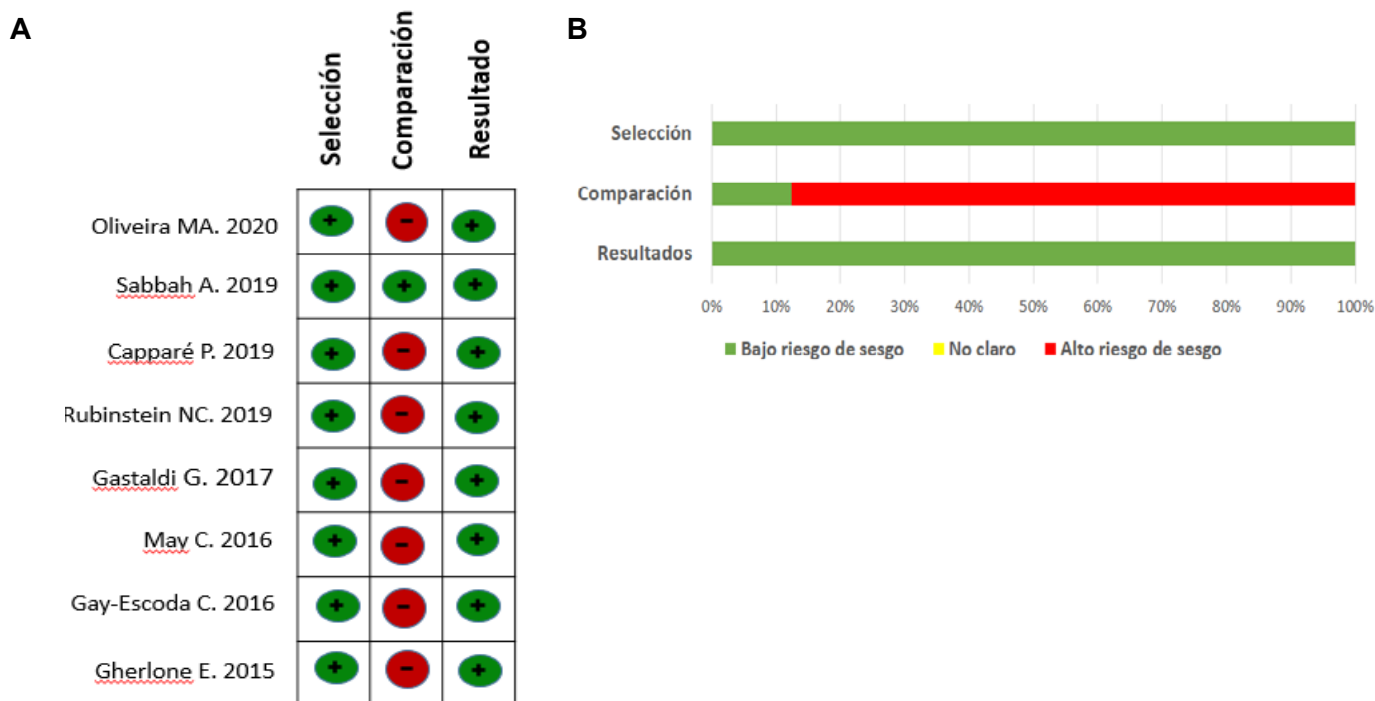 A
Selección
Comparación
Resultado
Oliveira MA. 2020
+ - +
Sabbah A. 2019
+ + +
Capparé P. 2019
+ - +
Rubinstein NC. 2019
+ - +
Gastaldi G. 2017
+ - +
May C. 2016
+ - +
Gay-Escoda C. 2016
+ - +
Gherlone E. 2015
+ - +
B
Selección
Comparación
Resultados
0% 10% 20% 30% 40% 50% 60% 70% 80% 90% 100%
Bajo riesgo de sesgo No claro Alto riesgo de sesgo